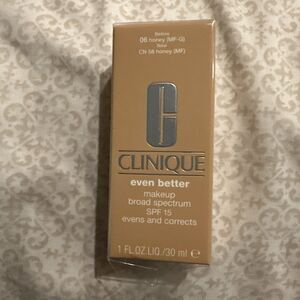 Before
06 honey (MF-G)
Now
CN 58 honey (MF)
C
CLINIQUE
even better
makeup
broad spectrum
SPF 15
evens and corrects
1 FL.OZ.LIQ./30 ml e